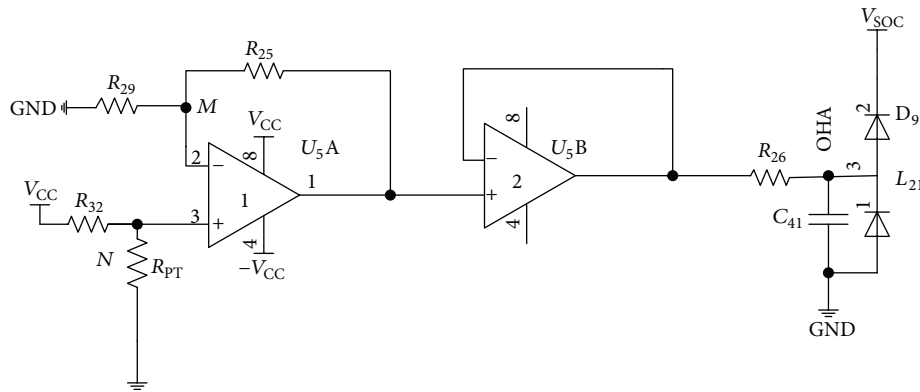 V_SOC
R_25
R_29
GND
M
V_CC
U_5A
8
2
−
1
1
3
+
4
−V_CC
V_CC
R_32
N
R_PT
8
U_5B
−
2
+
4
R_26
OHA
2
D_9
3
L_21
1
C_41
GND